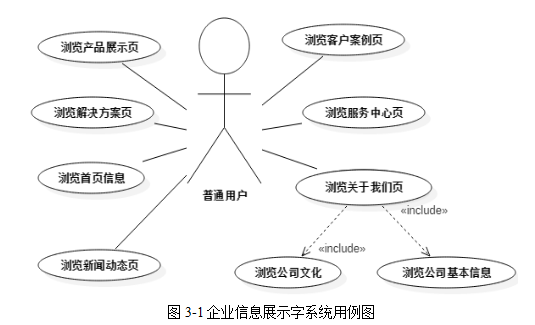 浏览产品展示页
浏览客户案例页
浏览解决方案页
浏览服务中心页
浏览首页信息
浏览关于我们页
普通用户
«include»
«include»
浏览新闻动态页
浏览公司文化
浏览公司基本信息
图 3-1 企业信息展示字系统用例图